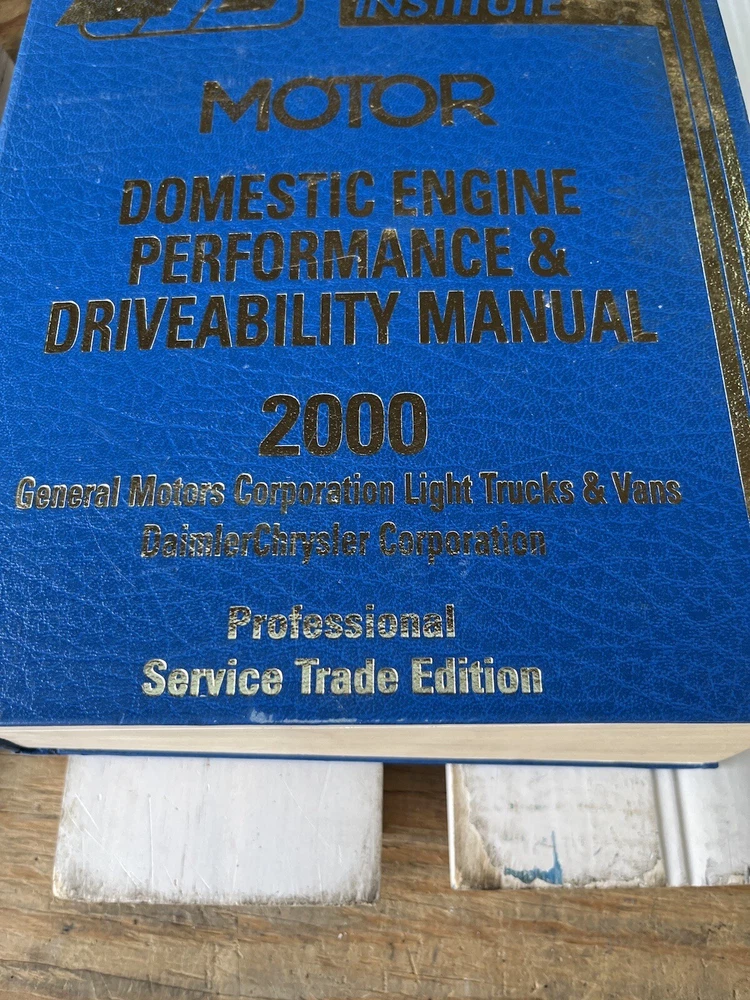 INSTITUTE
MOTOR
DOMESTIC ENGINE
PERFORMANCE &
DRIVEABILITY MANUAL
2000
General Motors Corporation Light Trucks & Vans
DaimlerChrysler Corporation
Professional
Service Trade Edition